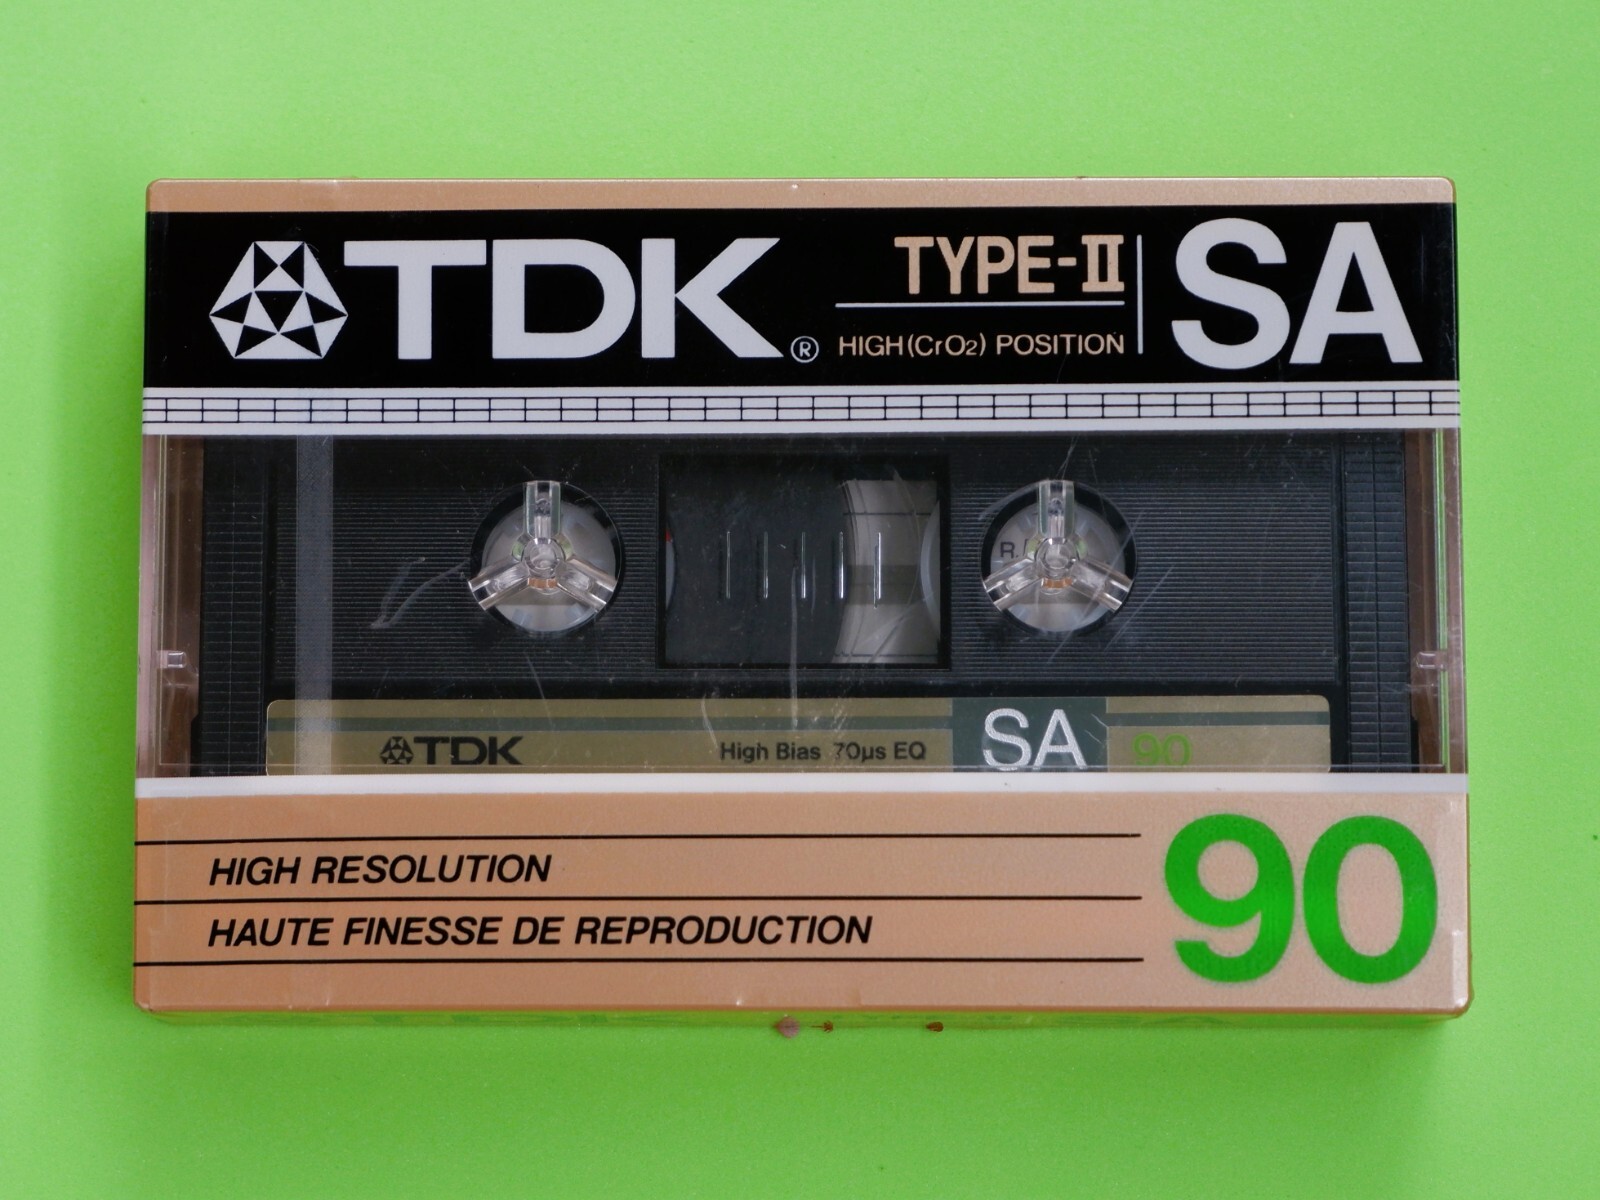 TDK® TYPE-II SA
HIGH (CrO2) POSITION
TDK High Bias 70µs EQ SA 90
HIGH RESOLUTION
HAUTE FINESSE DE REPRODUCTION
90